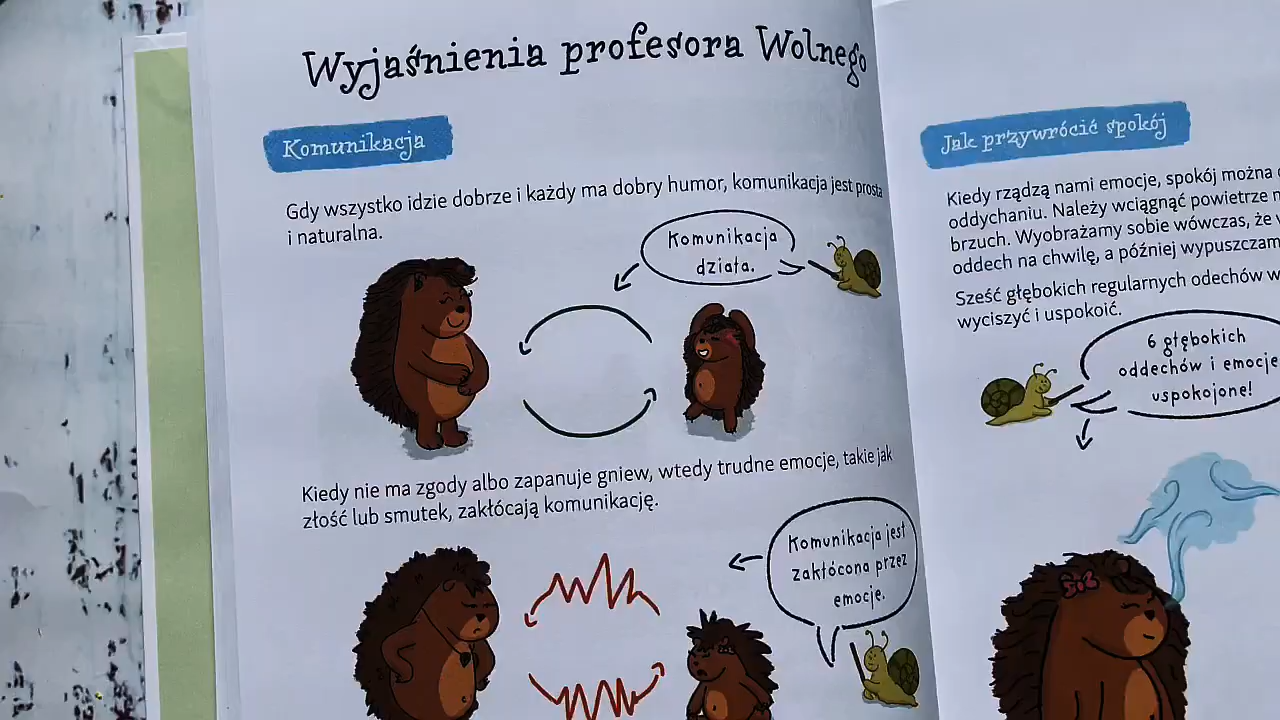 Wyjaśnienia profesora Wolnego
Komunikacja
Gdy wszystko idzie dobrze i każdy ma dobry humor, komunikacja jest prosta
i naturalna.
Komunikacja
działa.
Kiedy nie ma zgody albo zapanuje gniew, wtedy trudne emocje, takie jak
złość lub smutek, zakłócają komunikację.
Komunikacja jest
zakłócona przez
emocje.
Jak przywrócić spokój
Kiedy rządzą nami emocje, spokój można
oddychaniu. Należy wciągnąć powietrze
brzuch. Wyobrażamy sobie wówczas, że
oddech na chwilę, a później wypuszczam
Sześć głębokich regularnych odechów
wyciszyć i uspokoić.
6 głębokich
oddechów i emocje
uspokojone!